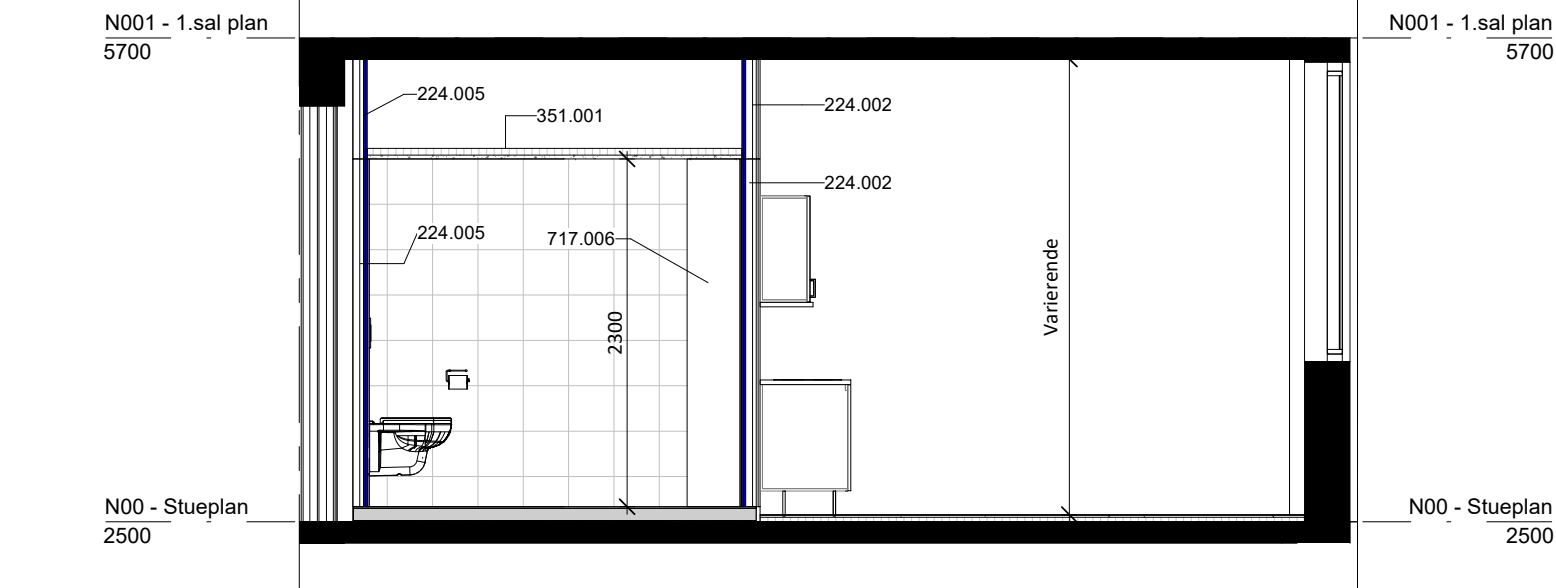 N001 - 1.sal plan
5700
N001 - 1.sal plan
5700
224.005
351.001
224.002
224.002
224.005
717.006
2300
Varierende
N00 - Stueplan
2500
N00 - Stueplan
2500